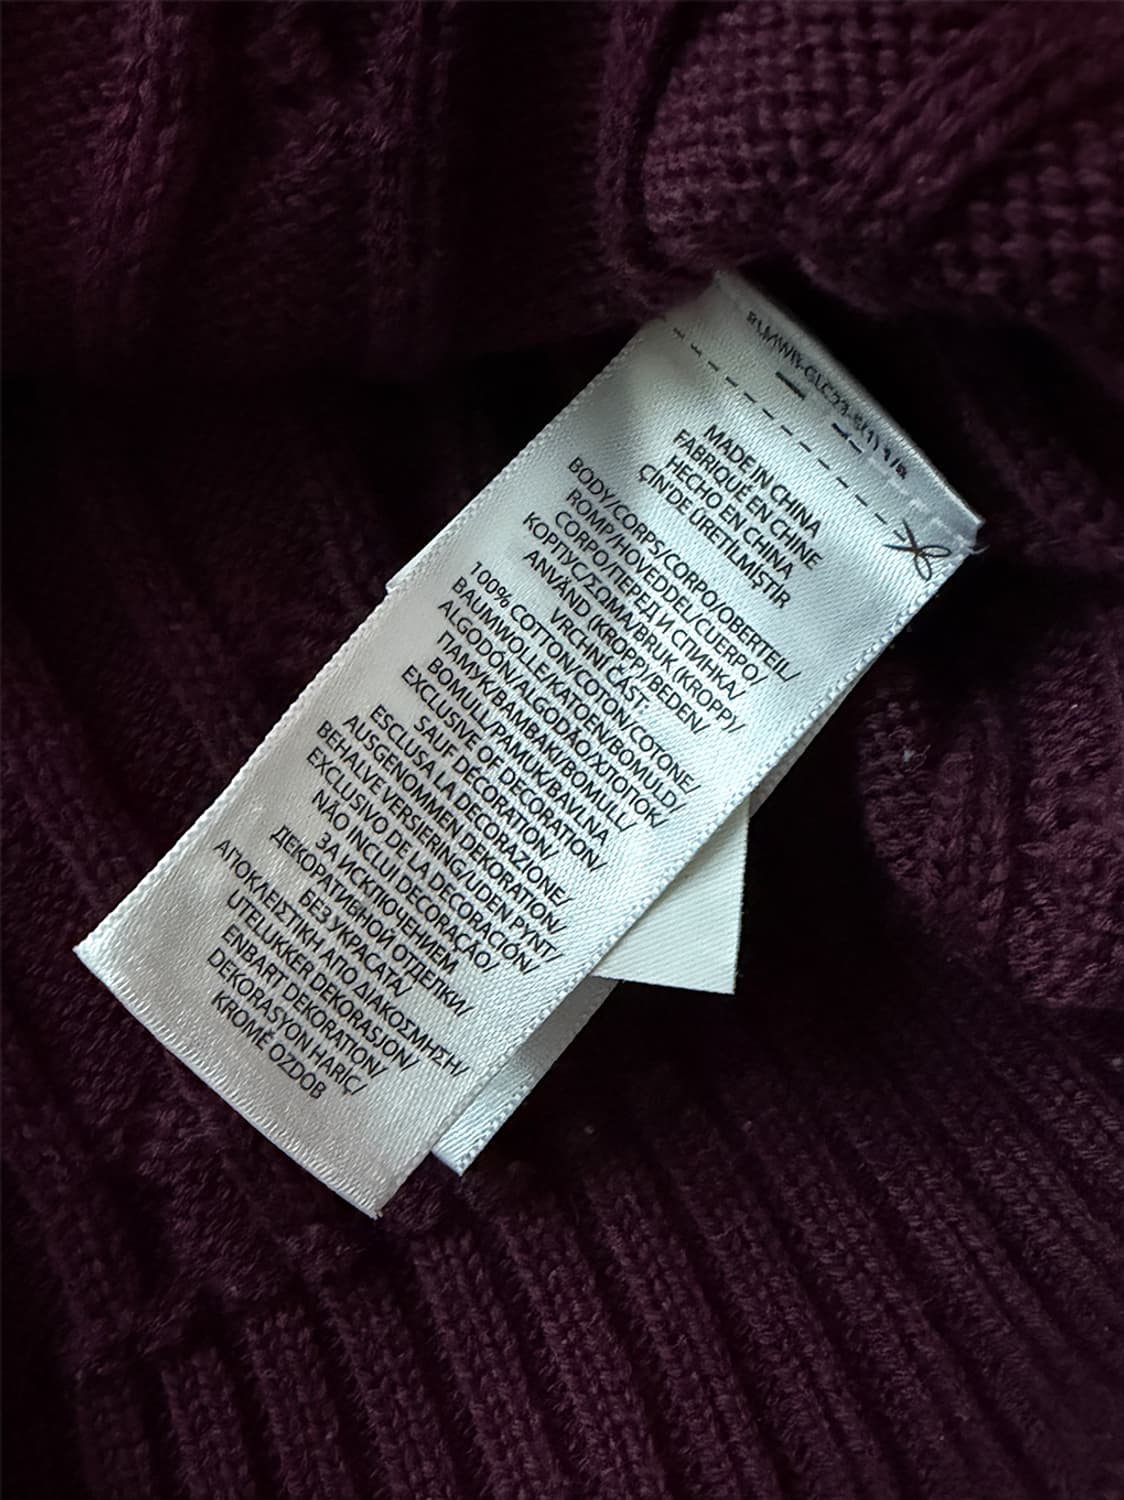 MADE IN CHINA
FABRIQUÉ EN CHINE
HECHO EN CHINA
ÇİN'DE ÜRETİLMİŞTİR
BODY/CORPS/CORPO/OBERTEIL/
ROMP/HOVEDDEL/CUERPO/
CORPO/ПЕРЕД И СПИНКА/
КОРПУС/ΣΩΜΑ/BRUK (KROPPY/
ANVÄND (KROPP)/BEDEN/
VRCHNÍ ČÁST
100% COTTON/COTON/COTONE/
BAUMWOLLE/KATOEN/BOMULD/
ALGODÓN/ALGODÃO/ХЛОПОК/
ПАМУК/ΒΑΜΒΑΚΙ/BOMULL/
BOMULL/PAMUK/BAVLNA
EXCLUSIVE OF DECORATION/
SAUF DÉCORATION/
ESCLUSA LA DECORAZIONE/
AUSGENOMMEN DEKORATION/
BEHALVE VERSIERING/UDEN PYNT/
EXCLUSIVO DE LA DECORACIÓN/
NÃO INCLUI DECORAÇAO/
ЗА ИСКЛЮЧЕНИЕМ
ДЕКОРАТИВНОЙ ОТДЕЛКИ/
БЕЗ УКРАСАТА/
ΑΠΟΚΛΕΙΣΤΙΚΗ ΑΠΟ ΔΙΑΚΟΣΜΗΣΗ/
UTELUKKER DEKORASJON/
ENBART DEKORATION/
DEKORASYON HARİÇ/
KROMĚ OZDOB